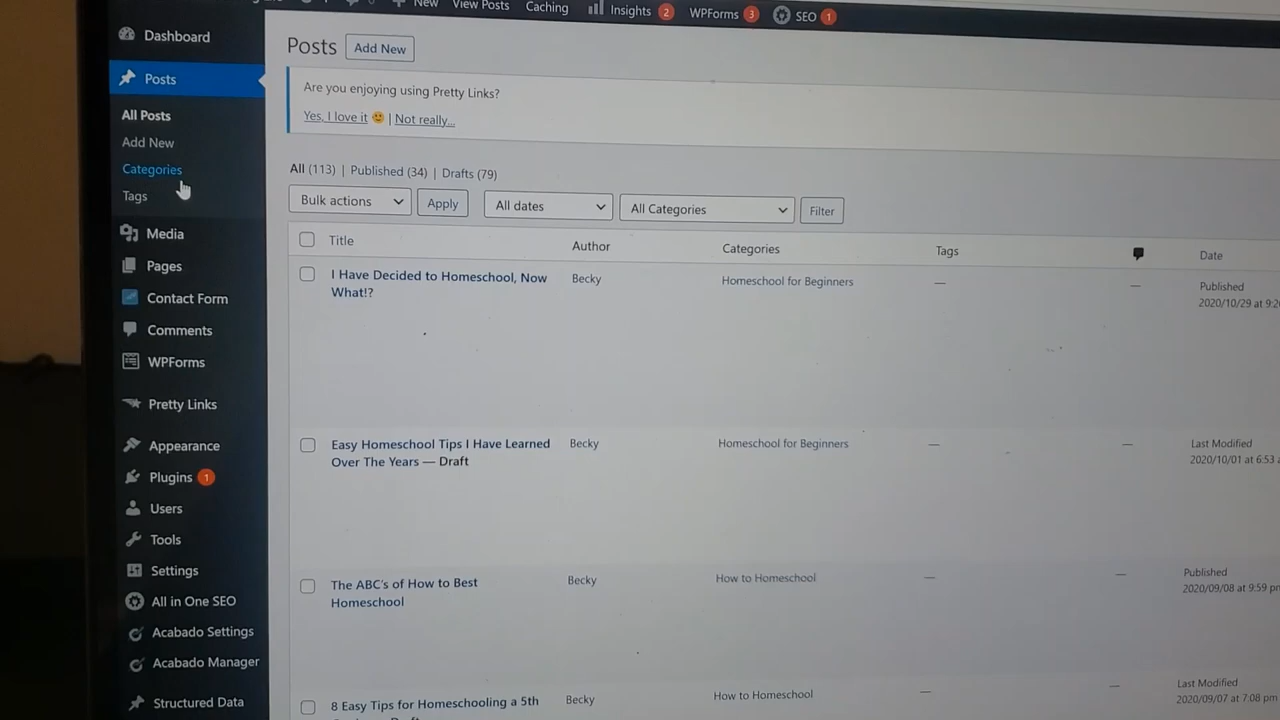 New
View Posts
Caching
Insights 2
WPForms 3
SEO 1
Dashboard
Posts
All Posts
Add New
Categories
Tags
Media
Pages
Contact Form
Comments
WPForms
Pretty Links
Appearance
Plugins 1
Users
Tools
Settings
All in One SEO
Acabado Settings
Acabado Manager
Structured Data
Posts Add New
Are you enjoying using Pretty Links?
Yes, I love it | Not really...
All (113) | Published (34) | Drafts (79)
Bulk actions Apply All dates All Categories Filter
Title Author Categories Tags Date
I Have Decided to Homeschool, Now
What!?
Becky
Homeschool for Beginners
—
—
Published
2020/10/29 at
Easy Homeschool Tips I Have Learned
Over The Years — Draft
Becky
Homeschool for Beginners
—
—
Last Modified
2020/10/01 at 6:53
The ABC's of How to Best
Homeschool
Becky
How to Homeschool
—
—
Published
2020/09/08 at 9:59 pm
8 Easy Tips for Homeschooling a 5th
Becky
How to Homeschool
—
—
Last Modified
2020/09/07 at 7:08 pm